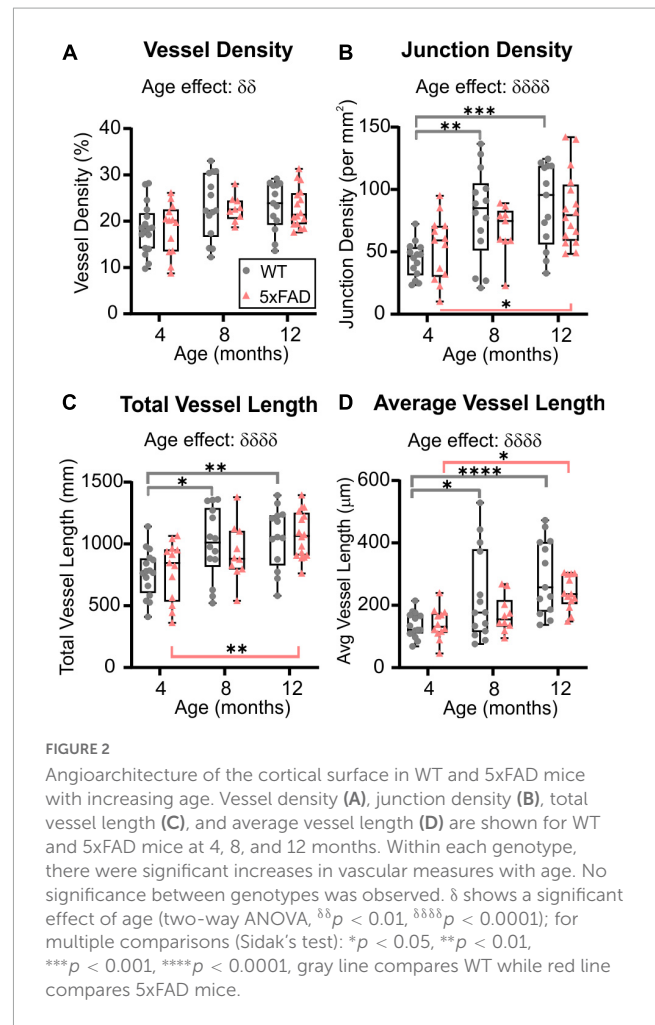 A Vessel Density
Age effect: δδ
Vessel Density (%)
40
30
20
10
0
WT
5xFAD
4 8 12
Age (months)
B Junction Density
Age effect: δδδδ
***
**
Junction Density (per mm²)
150
100
50
0
*
4 8 12
Age (months)
C Total Vessel Length
Age effect: δδδδ
**
*
Total Vessel Length (mm)
1500
1000
500
0
**
4 8 12
Age (months)
D Average Vessel Length
Age effect: δδδδ
*
****
*
Avg Vessel Length (μm)
600
400
200
0
4 8 12
Age (months)
FIGURE 2
Angioarchitecture of the cortical surface in WT and 5xFAD mice
with increasing age. Vessel density (A), junction density (B), total
vessel length (C), and average vessel length (D) are shown for WT
and 5xFAD mice at 4, 8, and 12 months. Within each genotype,
there were significant increases in vascular measures with age. No
significance between genotypes was observed. δ shows a significant
effect of age (two-way ANOVA, δδp < 0.01, δδδδp < 0.0001); for
multiple comparisons (Sidak's test): *p < 0.05, **p < 0.01,
***p < 0.001, ****p < 0.0001, gray line compares WT while red line
compares 5xFAD mice.